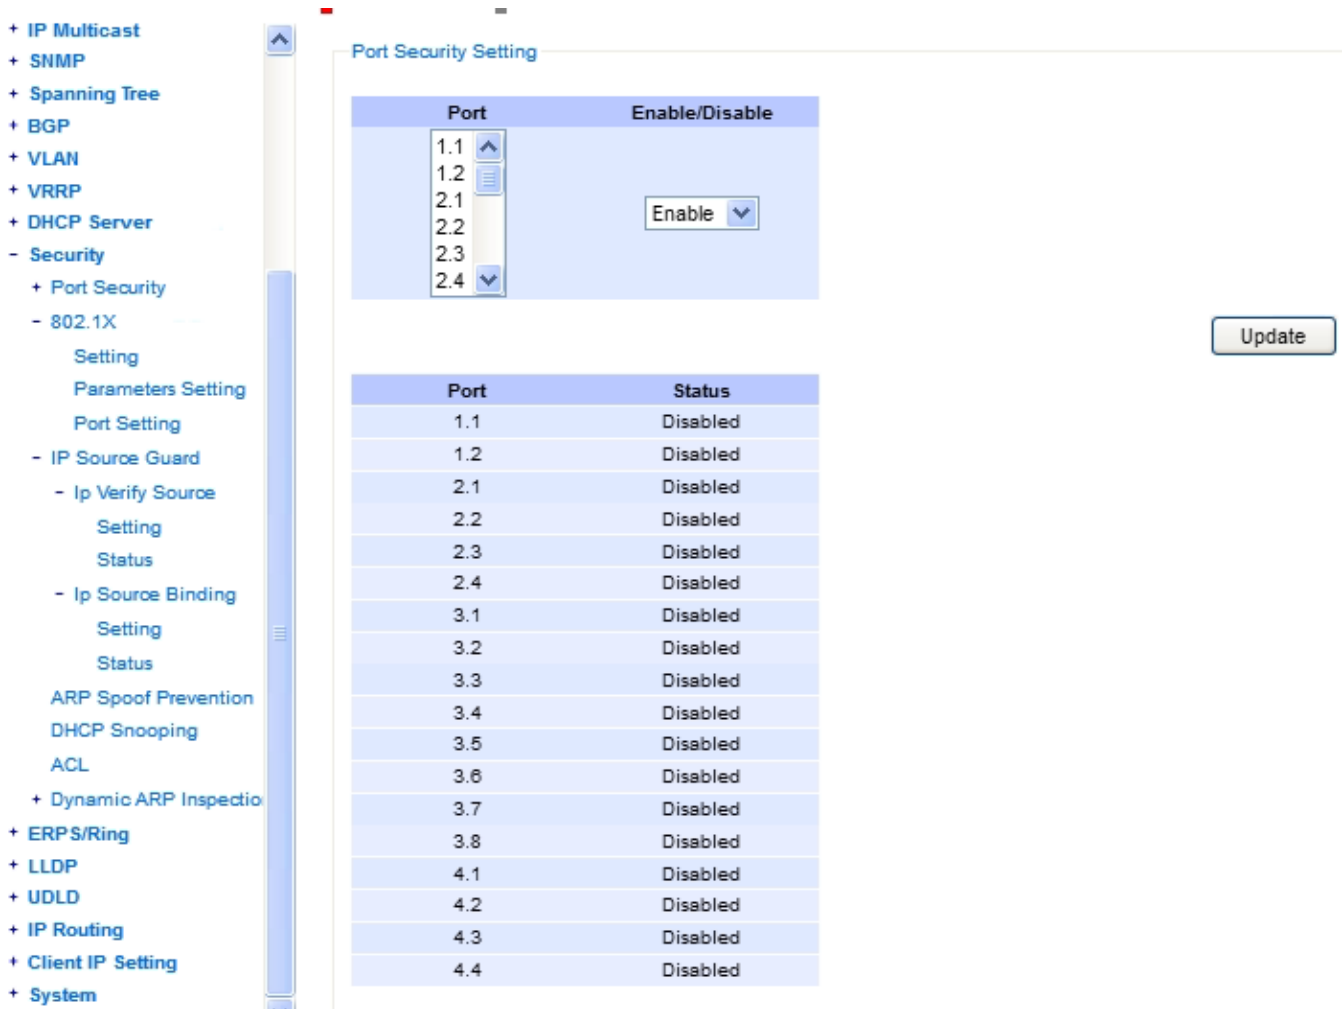 + IP Multicast
+ SNMP
+ Spanning Tree
+ BGP
+ VLAN
+ VRRP
+ DHCP Server
- Security
+ Port Security
- 802.1X
Setting
Parameters Setting
Port Setting
- IP Source Guard
- Ip Verify Source
Setting
Status
- Ip Source Binding
Setting
Status
ARP Spoof Prevention
DHCP Snooping
ACL
+ Dynamic ARP Inspectio
+ ERPS/Ring
+ LLDP
+ UDLD
+ IP Routing
+ Client IP Setting
+ System
Port Security Setting
Port Enable/Disable
1.1
1.2
2.1
2.2
2.3
2.4
Enable
Update
Port Status
1.1 Disabled
1.2 Disabled
2.1 Disabled
2.2 Disabled
2.3 Disabled
2.4 Disabled
3.1 Disabled
3.2 Disabled
3.3 Disabled
3.4 Disabled
3.5 Disabled
3.6 Disabled
3.7 Disabled
3.8 Disabled
4.1 Disabled
4.2 Disabled
4.3 Disabled
4.4 Disabled